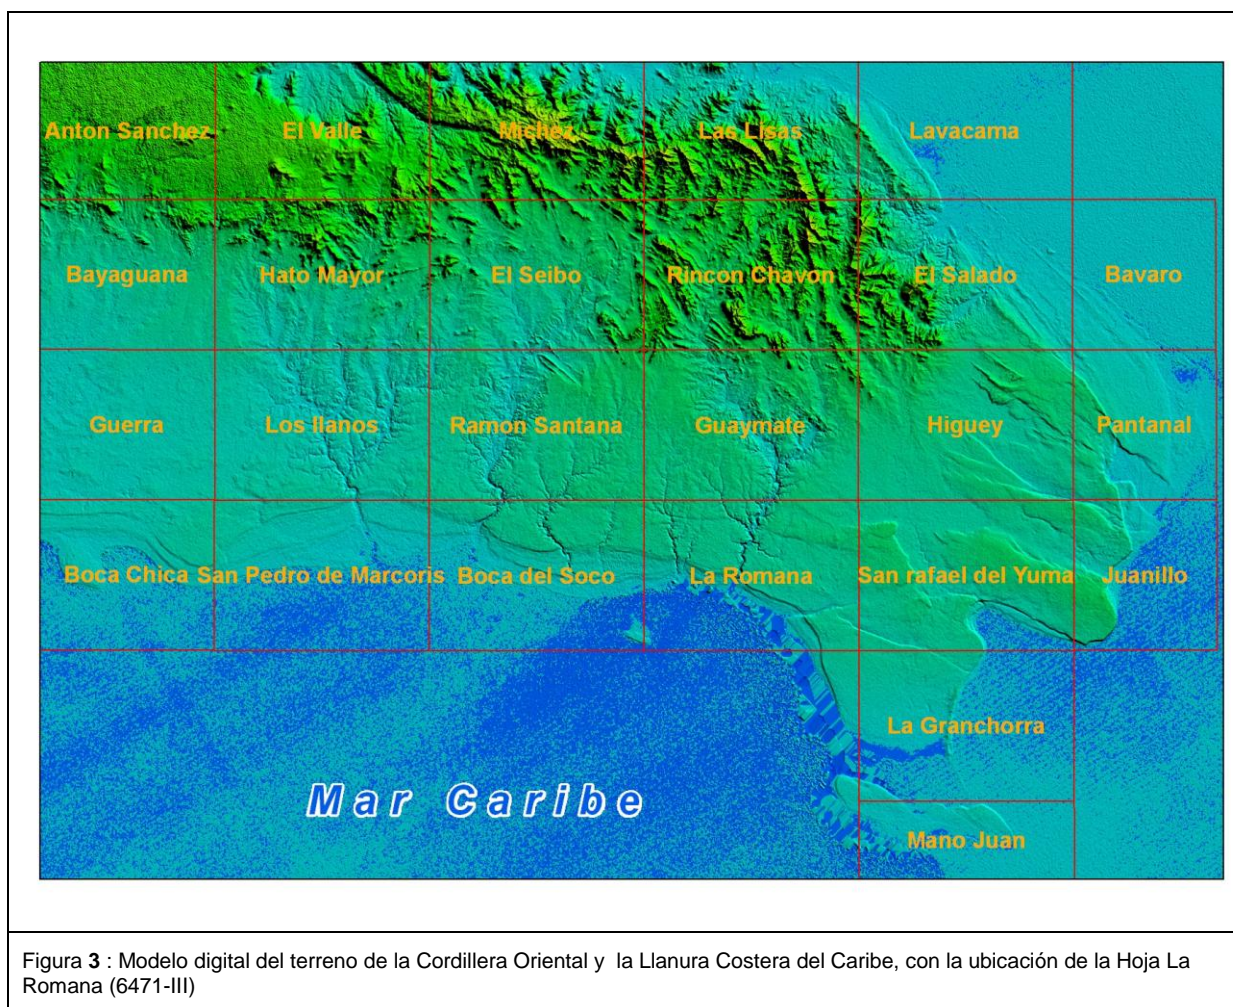 Anton Sanchez El Valle Michez Las Lisas Lavacama
Bayaguana Hato Mayor El Seibo Rincon Chavon El Salado Bavaro
Guerra Los llanos Ramon Santana Guaymate Higuey Pantanal
Boca Chica San Pedro de Marcoris Boca del Soco La Romana San rafael del Yuma Juanillo
La Granchorra
Mar Caribe
Mano Juan
Figura 3 : Modelo digital del terreno de la Cordillera Oriental y la Llanura Costera del Caribe, con la ubicación de la Hoja La
Romana (6471-III)